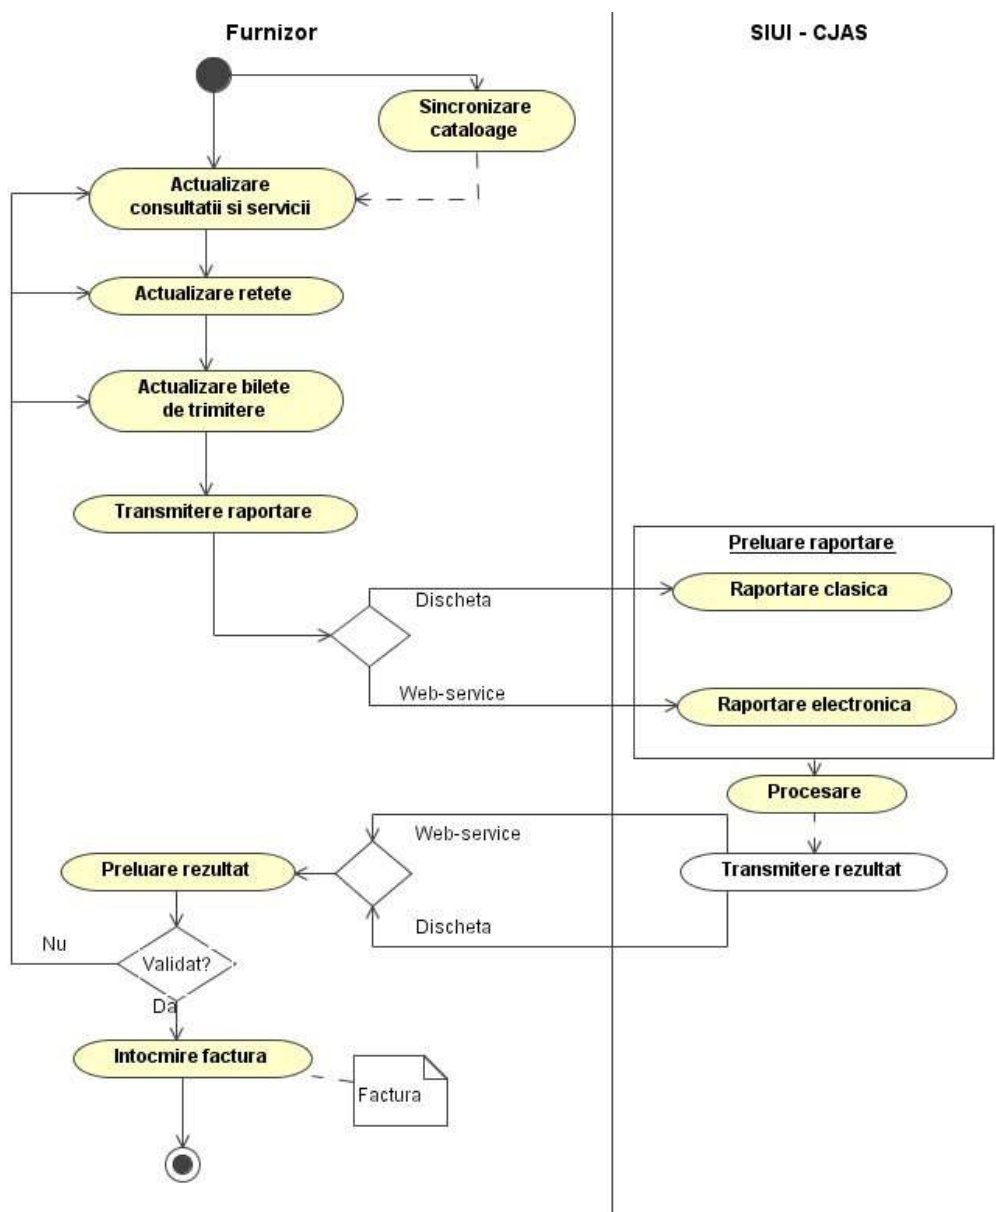 Furnizor
SIUI - CJAS
Sincronizare
cataloage
Actualizare
consultatii si servicii
Actualizare retete
Actualizare bilete
de trimitere
Transmitere raportare
Preluare raportare
Discheta
Raportare clasica
Web-service
Raportare electronica
Procesare
Web-service
Preluare rezultat
Transmitere rezultat
Discheta
Nu
Validat?
Da
Intocmire factura
Factura